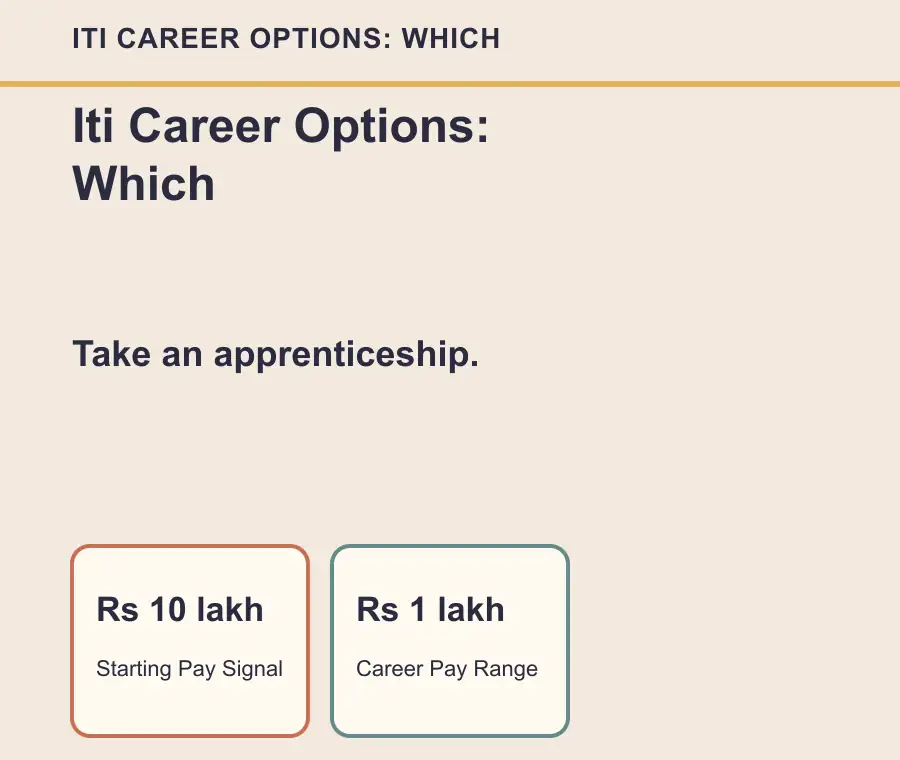 ITI CAREER OPTIONS: WHICH
Iti Career Options:
Which
Take an apprenticeship.
Rs 10 lakh
Starting Pay Signal
Rs 1 lakh
Career Pay Range